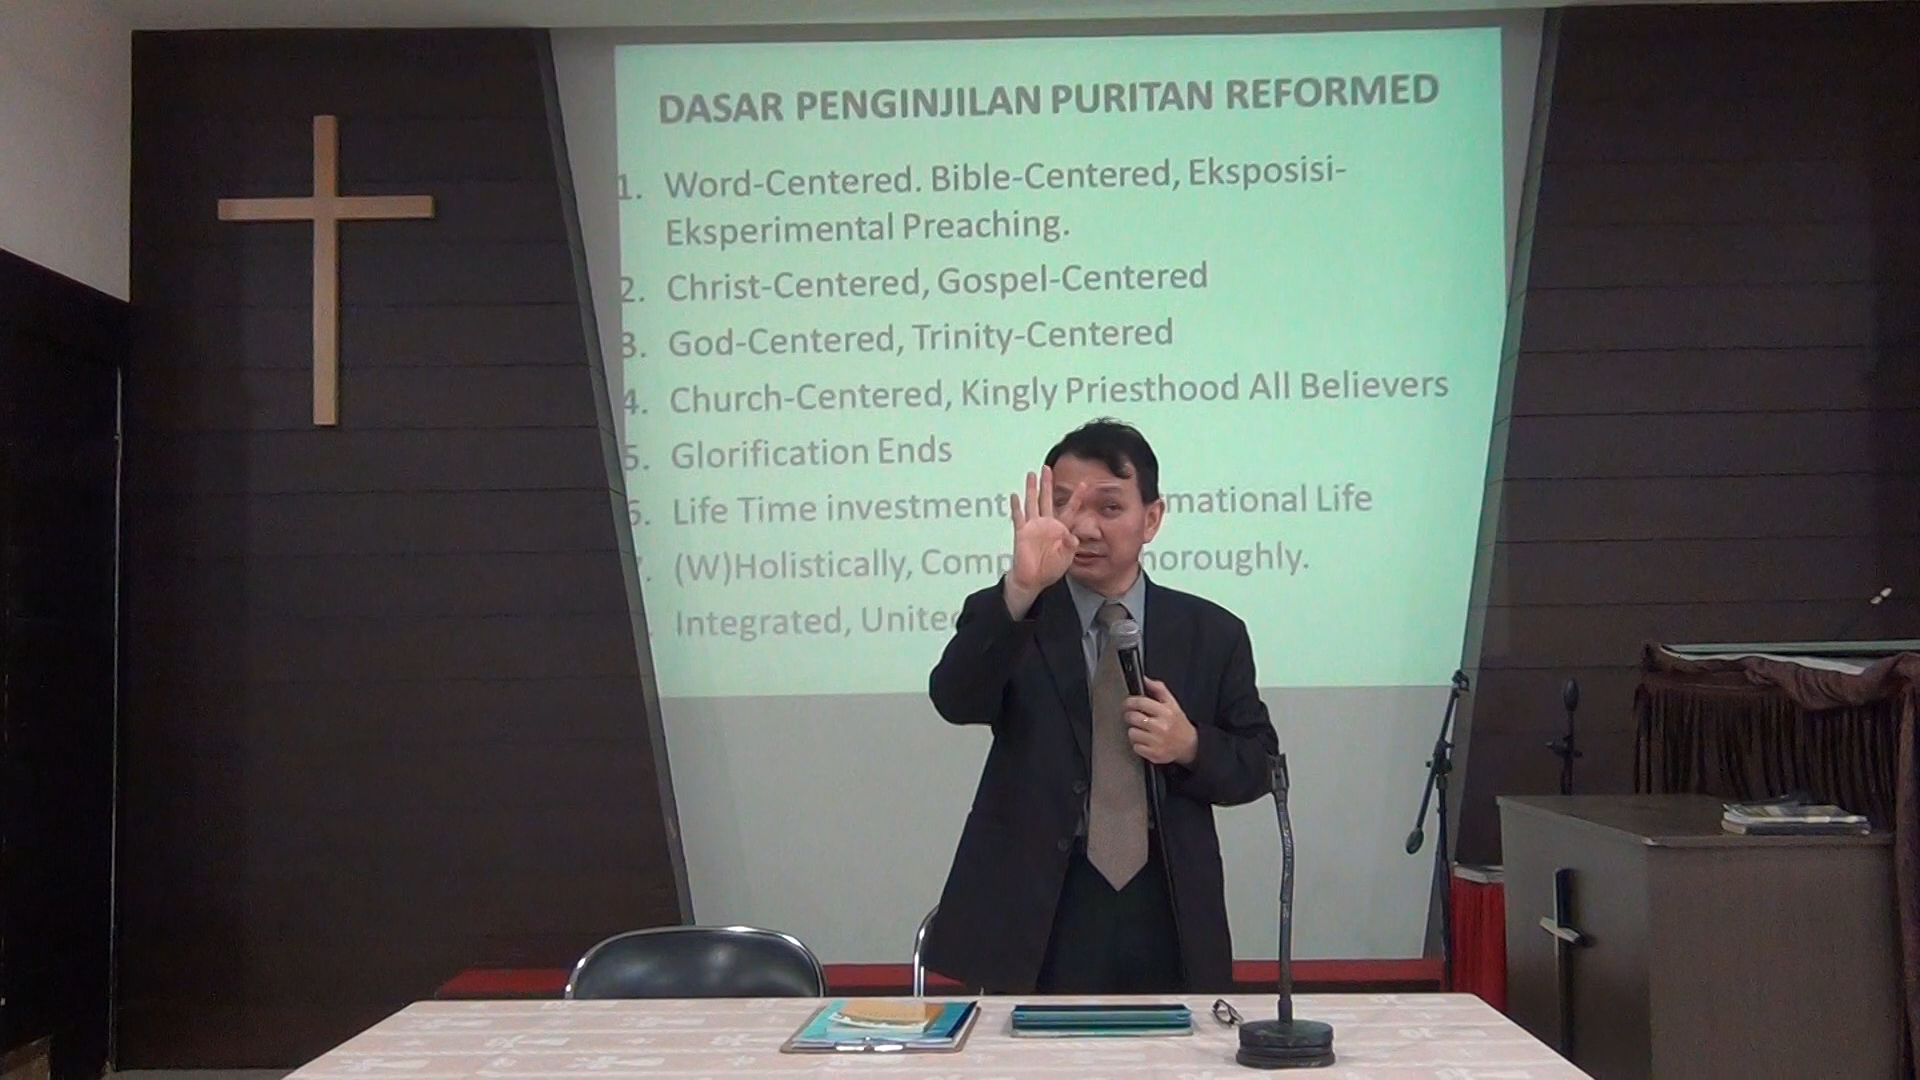 DASAR PENGINJILAN PURITAN REFORMED
1. Word-Centered. Bible-Centered, Eksposisi-
Eksperimental Preaching.
2. Christ-Centered, Gospel-Centered
3. God-Centered, Trinity-Centered
4. Church-Centered, Kingly Priesthood All Believers
5. Glorification Ends
6. Life Time investment Life
(W)Holistically,
Integrated,